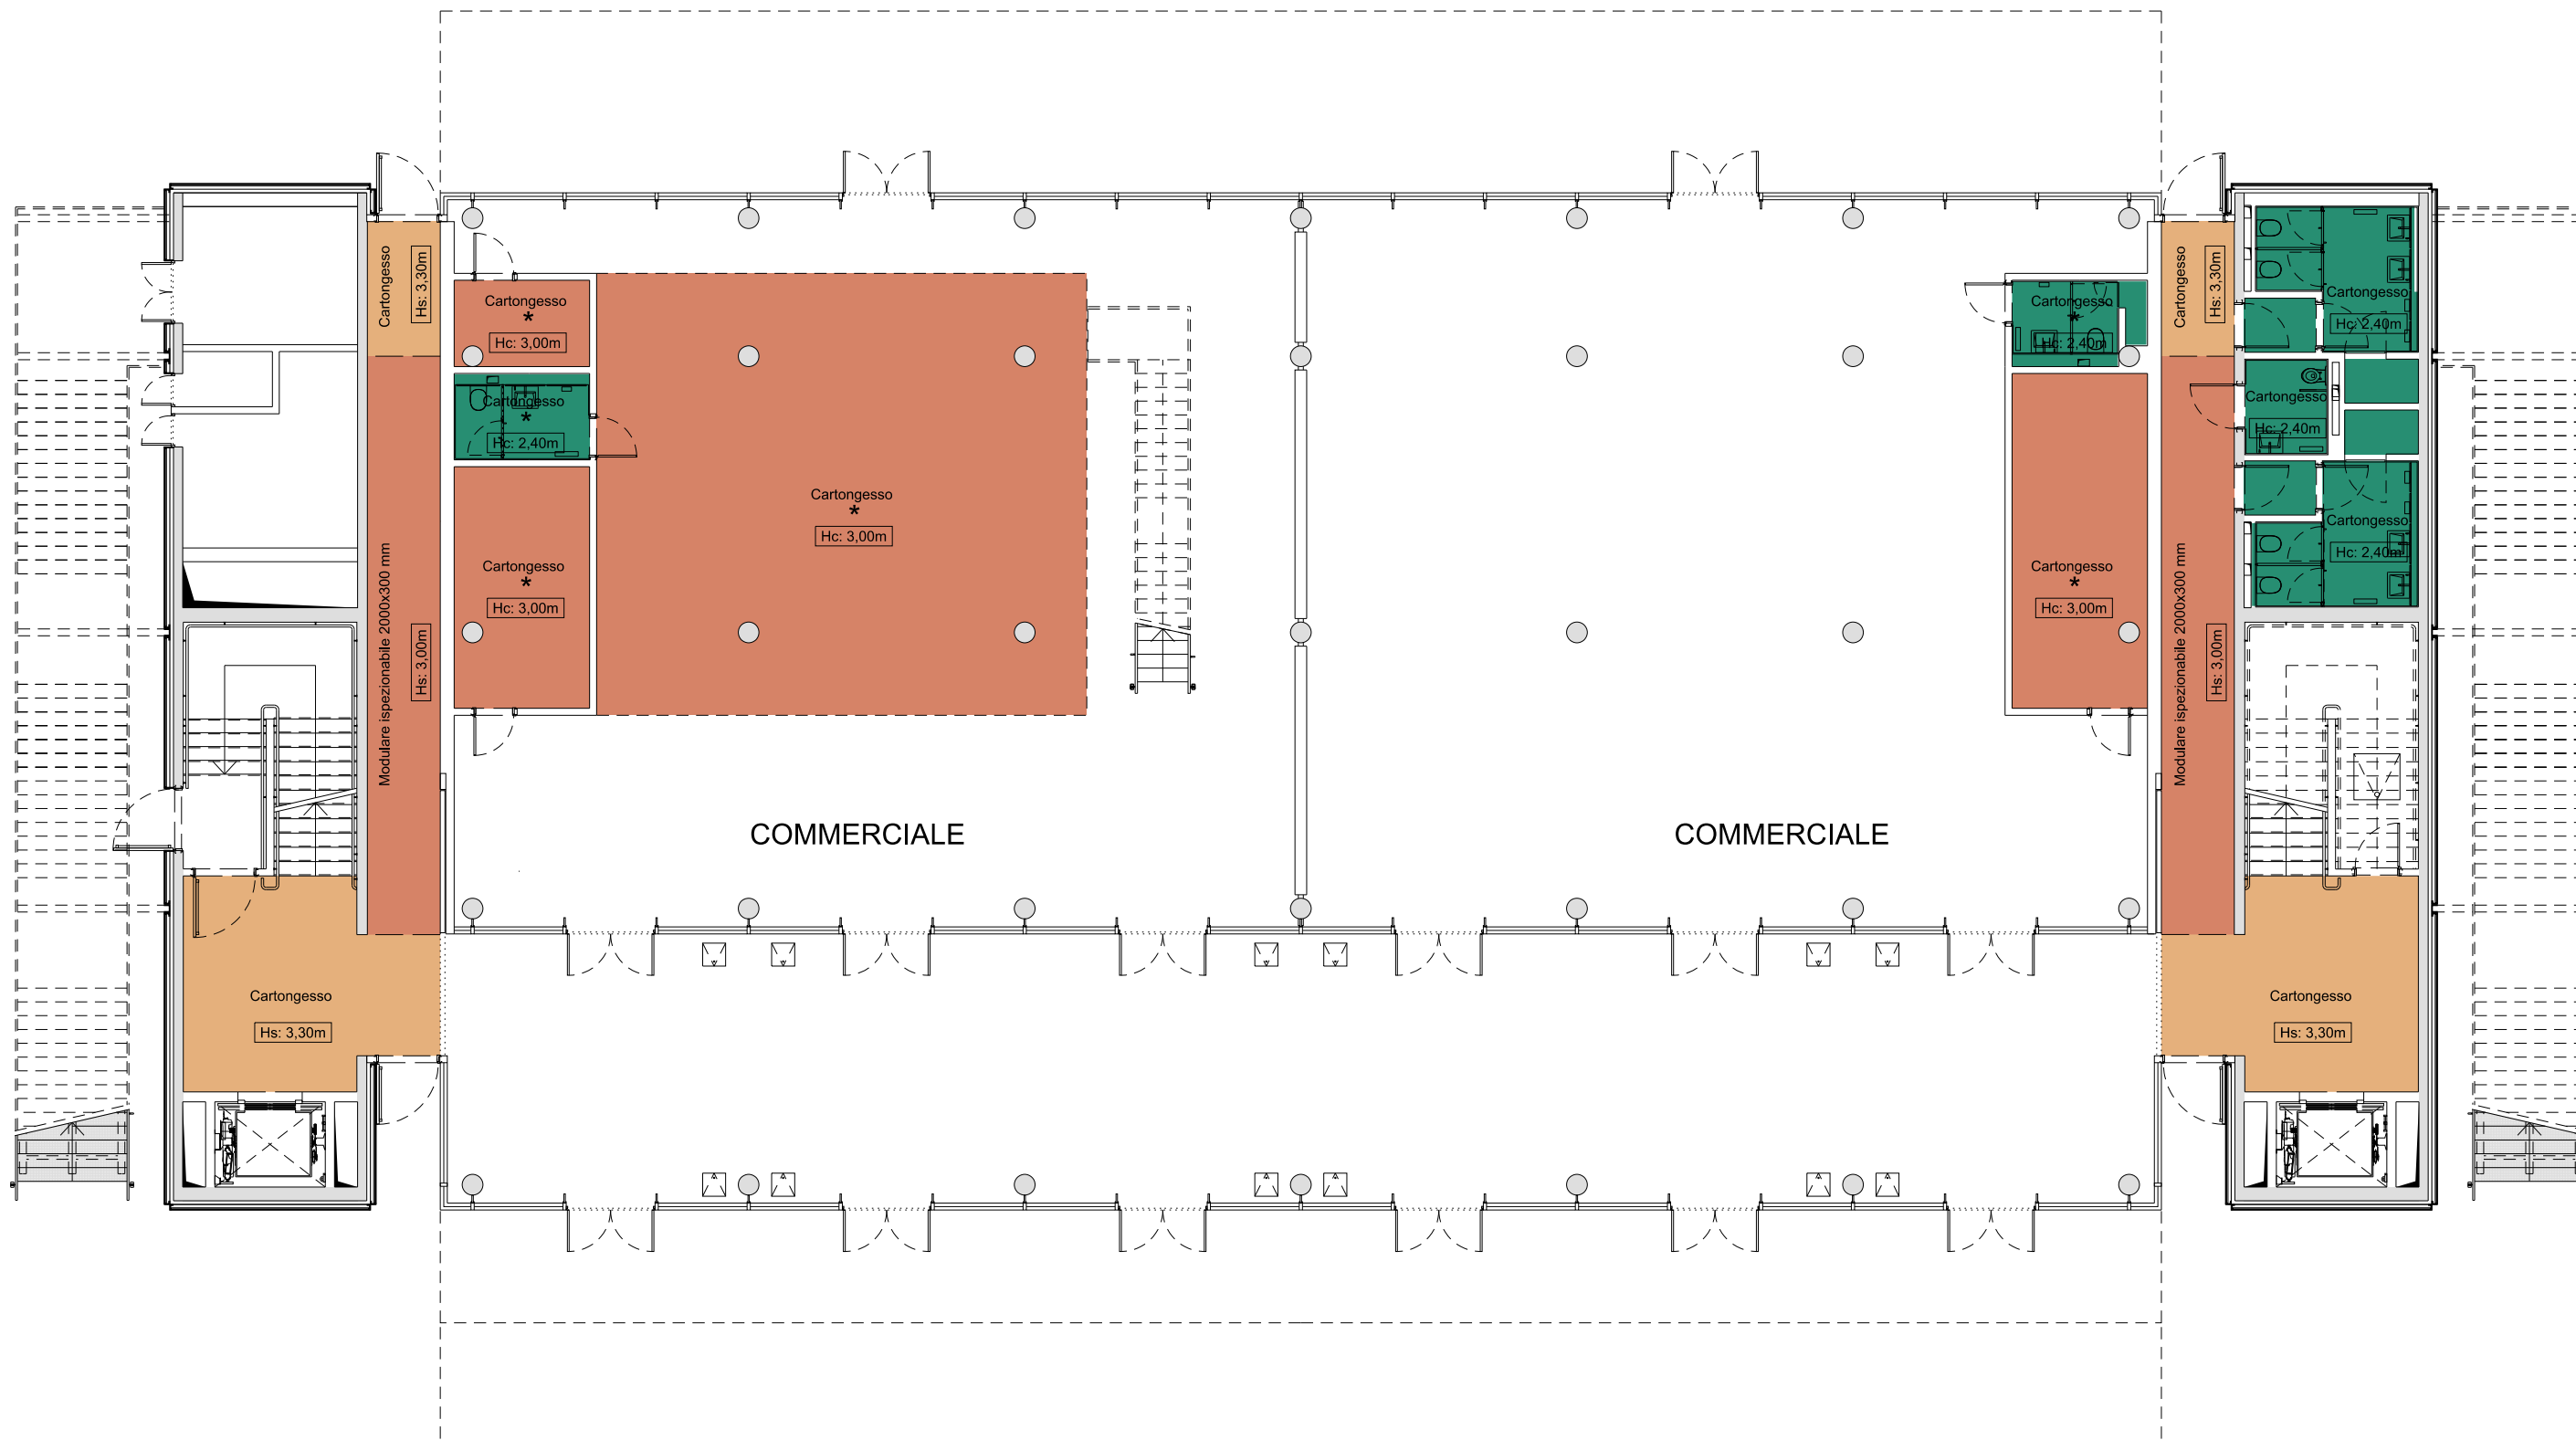 Cartongesso
Hs: 3,30m
Modulare ispezionabile 2000x300 mm
Hs: 3,00m
Cartongesso
Hs: 3,30m
Cartongesso
*
Hc: 3,00m
Cartongesso
*
Hc: 2,40m
Cartongesso
*
Hc: 3,00m
Cartongesso
*
Hc: 3,00m
COMMERCIALE
COMMERCIALE
Cartongesso
*
Hc: 2,40m
Cartongesso
*
Hc: 3,00m
Cartongesso
Hs: 3,30m
Modulare ispezionabile 2000x300 mm
Hs: 3,00m
Cartongesso
Hc: 2,40m
Cartongesso
Hc: 2,40m
Cartongesso
Hc: 2,40m
Cartongesso
Hs: 3,30m